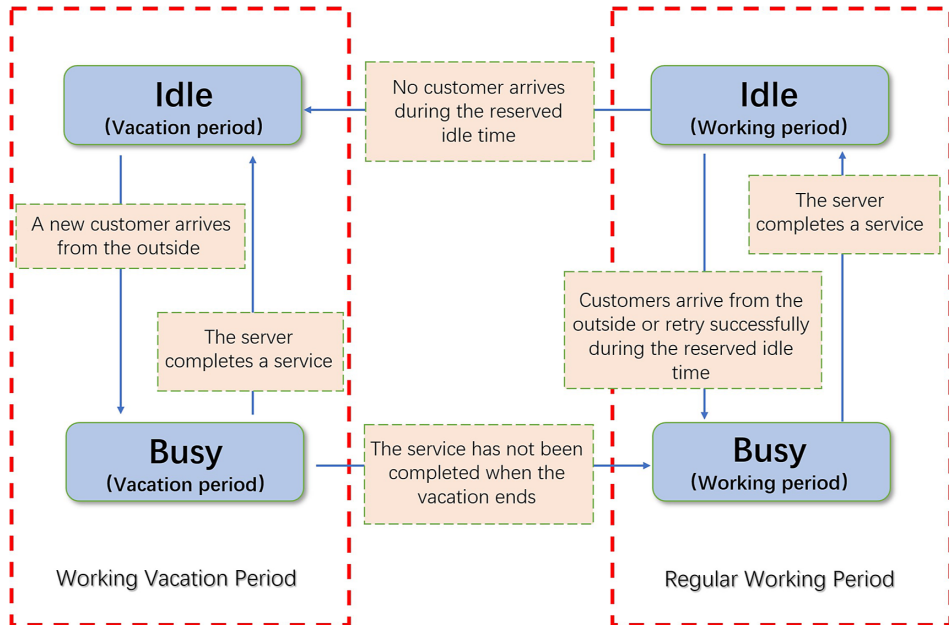 Idle
(Vacation period)
No customer arrives
during the reserved
idle time
Idle
(Working period)
A new customer arrives
from the outside
The server
completes a service
The server
completes a service
Customers arrive from the
outside or retry successfully
during the reserved idle
time
Busy
(Vacation period)
The service has not been
completed when the
vacation ends
Busy
(Working period)
Working Vacation Period
Regular Working Period